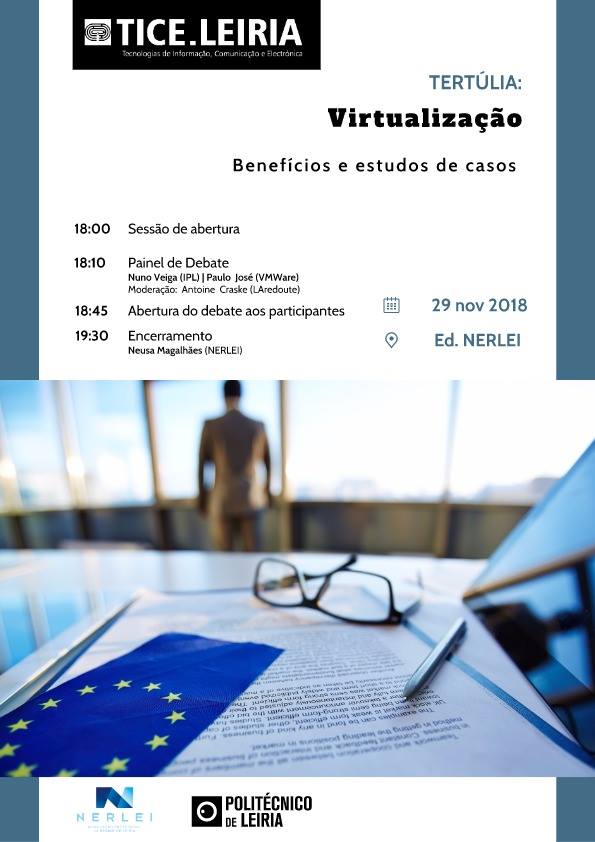 TICE.LEIRIA
Tecnologias de Informação, Comunicação e Electrónica
TERTÚLIA:
Virtualização
Benefícios e estudos de casos
18:00 Sessão de abertura
18:10 Painel de Debate
Nuno Veiga (IPL) | Paulo José (VMWare)
Moderação: Antoine Craske (LAredoute)
18:45 Abertura do debate aos participantes
19:30 Encerramento
Neusa Magalhães (NERLEI)
29 nov 2018
Ed. NERLEI
NERLEI
POLITÉCNICO
DE LEIRIA